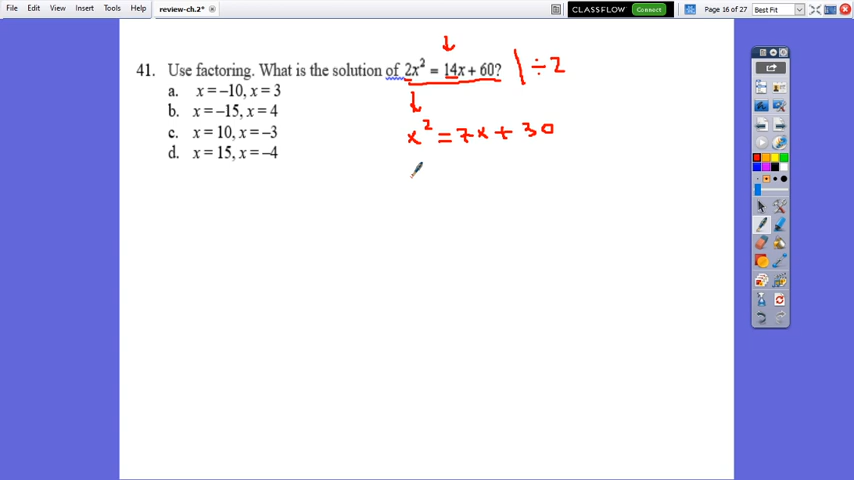 File Edit View Insert Tools Help review-ch.2* CLASSFLOW Connect Page 16 of 27 Best Fit
41. Use factoring. What is the solution of 2x² = 14x + 60? | ÷ 2
a. x = –10, x = 3
b. x = –15, x = 4
c. x = 10, x = –3
d. x = 15, x = –4
x² = 7x + 30